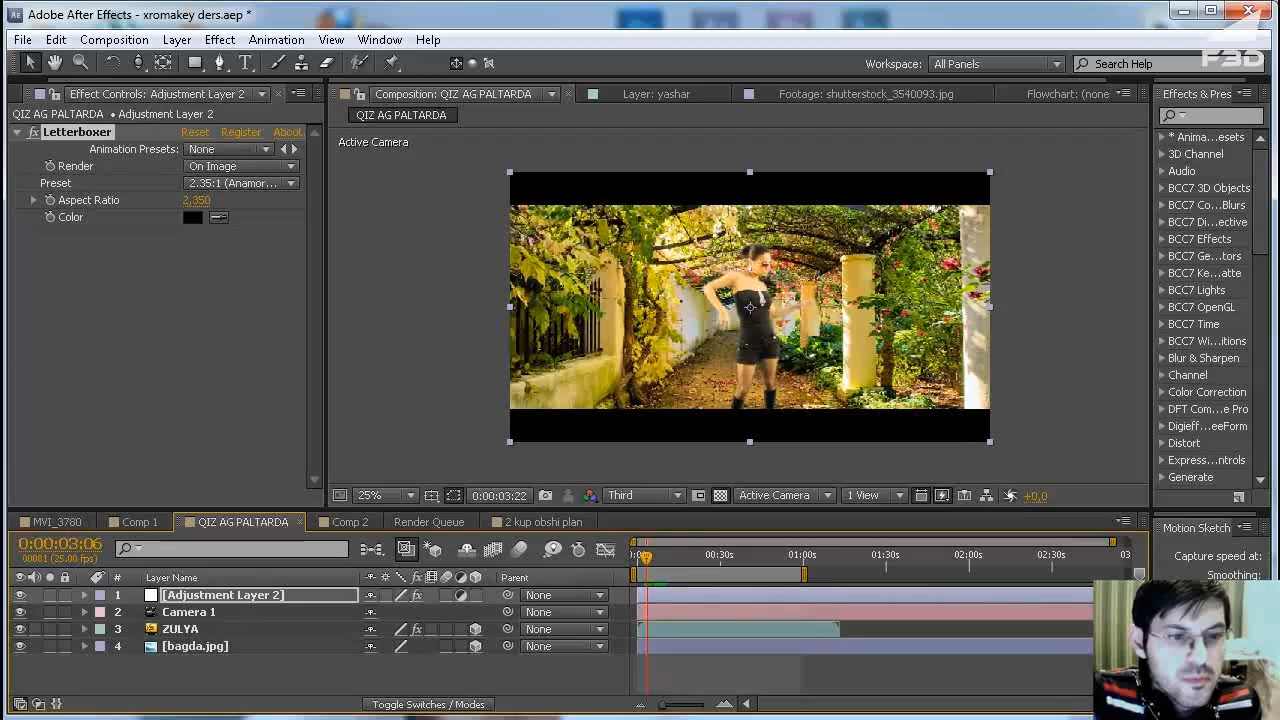 Adobe After Effects - xromakey ders.aep *
File Edit Composition Layer Effect Animation View Window Help
Workspace: All Panels Search Help
F3D
Effect Controls: Adjustment Layer 2
Composition: QIZ AG PALTARDA
Layer: yashar
Footage: shutterstock_3540093.jpg
Flowchart: (none
Effects & Pres
QIZ AG PALTARDA • Adjustment Layer 2
QIZ AG PALTARDA
Letterboxer Reset Register About
Animation Presets: None
Render On Image
Preset 2.35:1 (Anamor...
Aspect Ratio 2,350
Color
Active Camera
* Anima...esets
3D Channel
Audio
BCC7 3D Objects
BCC7 Co...Blurs
BCC7 Di...ective
BCC7 Effects
BCC7 Ge...tors
BCC7 Ke...atte
BCC7 Lights
BCC7 OpenGL
BCC7 Time
BCC7 Wi...itions
Blur & Sharpen
Channel
Color Correction
DFT Com...e Pro
Digieff...eeForm
Distort
Express...ntrols
Generate
25% 0:00:03:22 Third Active Camera 1 View +0,0
MVI_3780 Comp 1 QIZ AG PALTARDA Comp 2 Render Queue 2 kup obshi plan
Motion Sketch
0:00:03:06
00081 (25.00 fps)
00:30s 01:00s 01:30s 02:00s 02:30s 03
Capture speed at:
Smoothing:
# Layer Name Parent
1 [Adjustment Layer 2] None
2 Camera 1 None
3 ZULYA None
4 [bagda.jpg] None
Toggle Switches / Modes